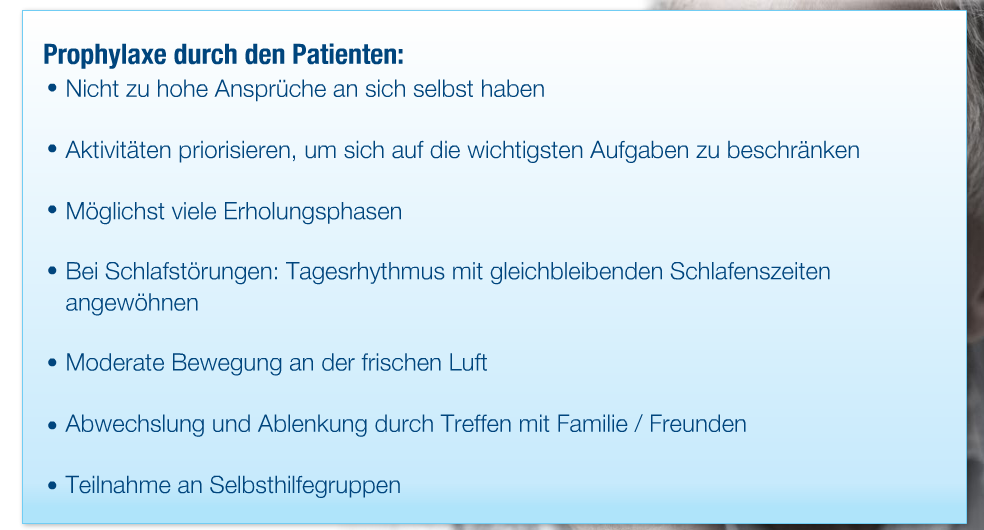 Prophylaxe durch den Patienten:
• Nicht zu hohe Ansprüche an sich selbst haben
• Aktivitäten priorisieren, um sich auf die wichtigsten Aufgaben zu beschränken
• Möglichst viele Erholungsphasen
• Bei Schlafstörungen: Tagesrhythmus mit gleichbleibenden Schlafenszeiten
angewöhnen
• Moderate Bewegung an der frischen Luft
• Abwechslung und Ablenkung durch Treffen mit Familie / Freunden
• Teilnahme an Selbsthilfegruppen